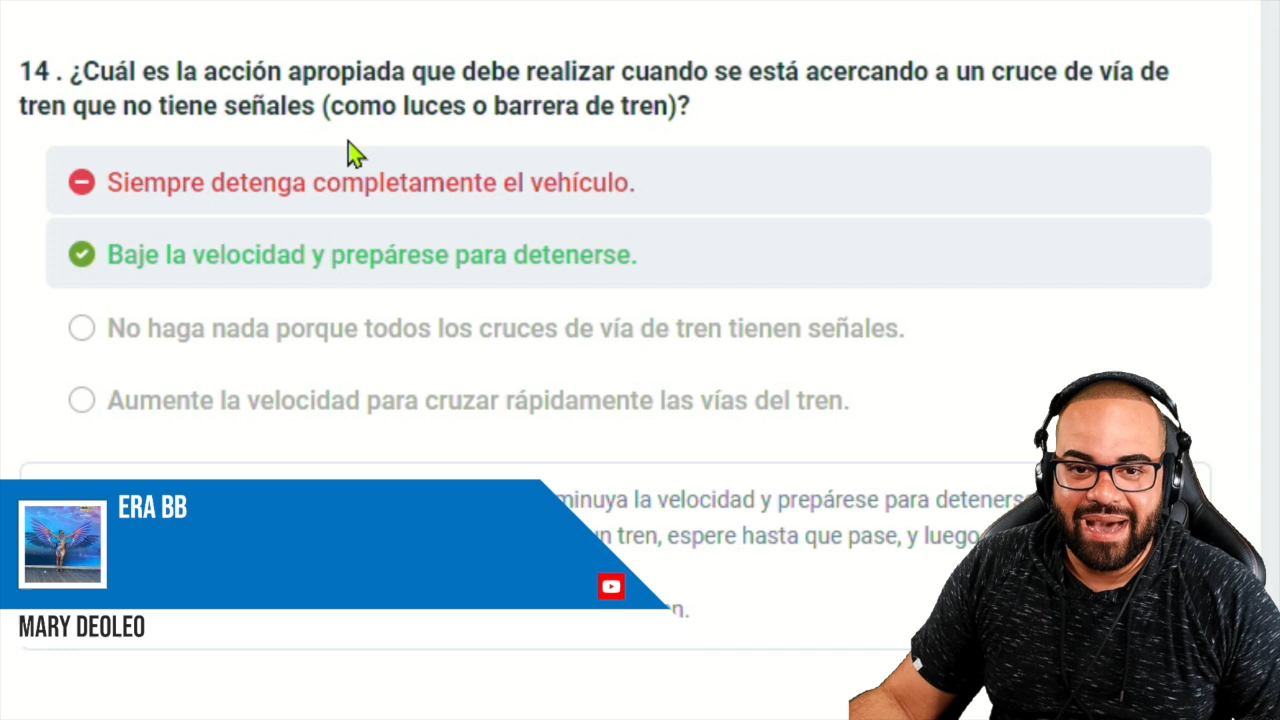 14 . ¿Cuál es la acción apropiada que debe realizar cuando se está acercando a un cruce de vía de
tren que no tiene señales (como luces o barrera de tren)?
Siempre detenga completamente el vehículo.
Baje la velocidad y prepárese para detenerse.
No haga nada porque todos los cruces de vía de tren tienen señales.
Aumente la velocidad para cruzar rápidamente las vías del tren.
la velocidad y prepárese para
tren, espere hasta que pase, y luego
ERA BB
MARY DEOLEO